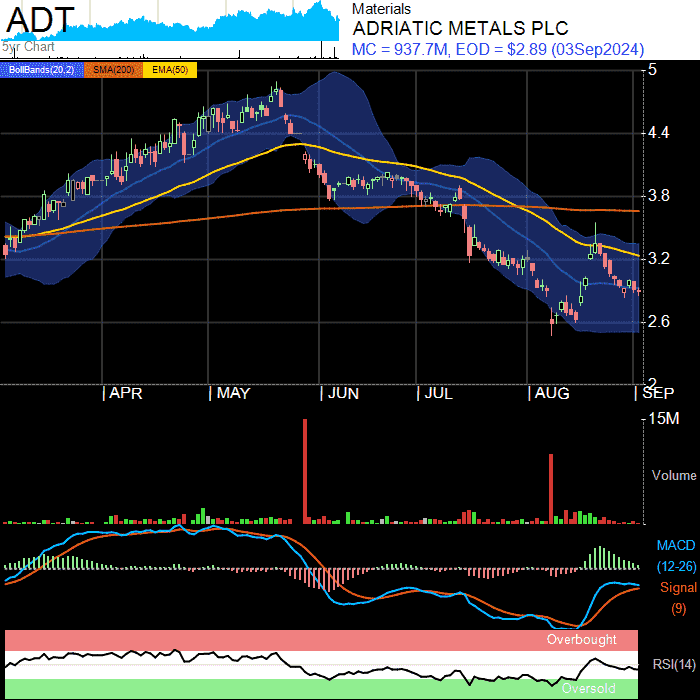 ADT
5yr Chart
Materials
ADRIATIC METALS PLC
MC = 937.7M, EOD = $2.89 (03Sep2024)
BollBands(20,2) SMA(200) EMA(50)
5
4.4
3.8
3.2
2.6
2
APR MAY JUN JUL AUG SEP
15M
Volume
MACD
(12-26)
Signal
(9)
Overbought
RSI(14)
Oversold